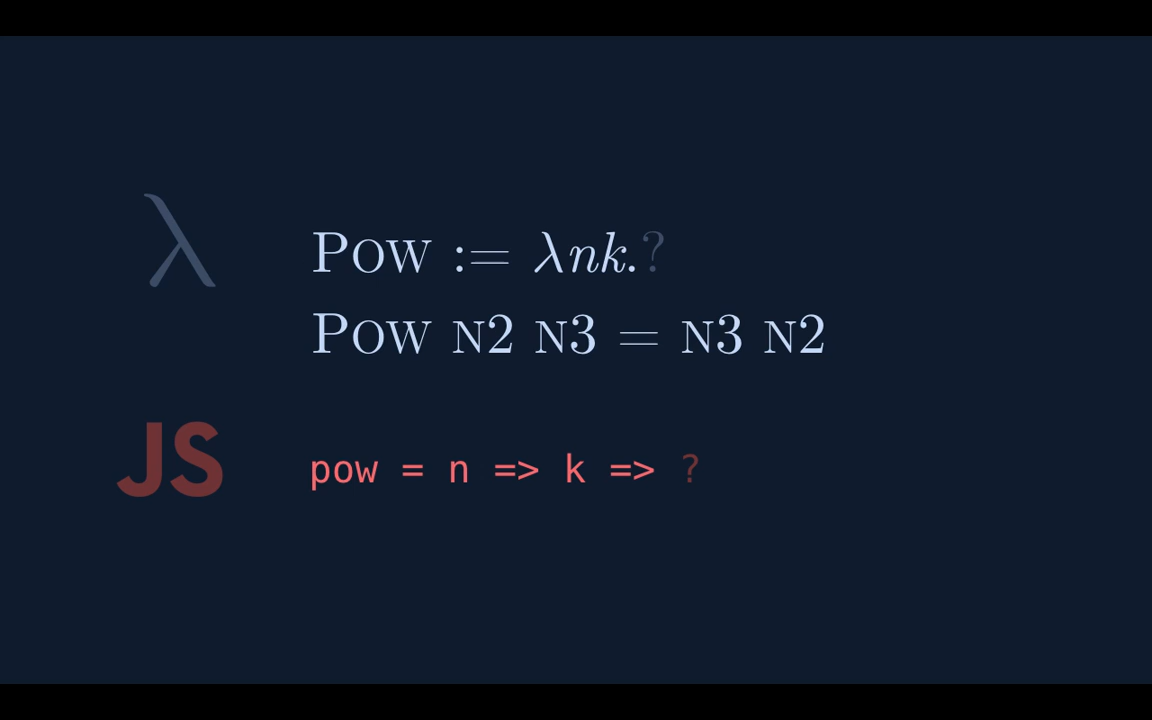 λ
Pow := λnk.?
Pow n2 n3 = n3 n2
JS
pow = n => k => ?